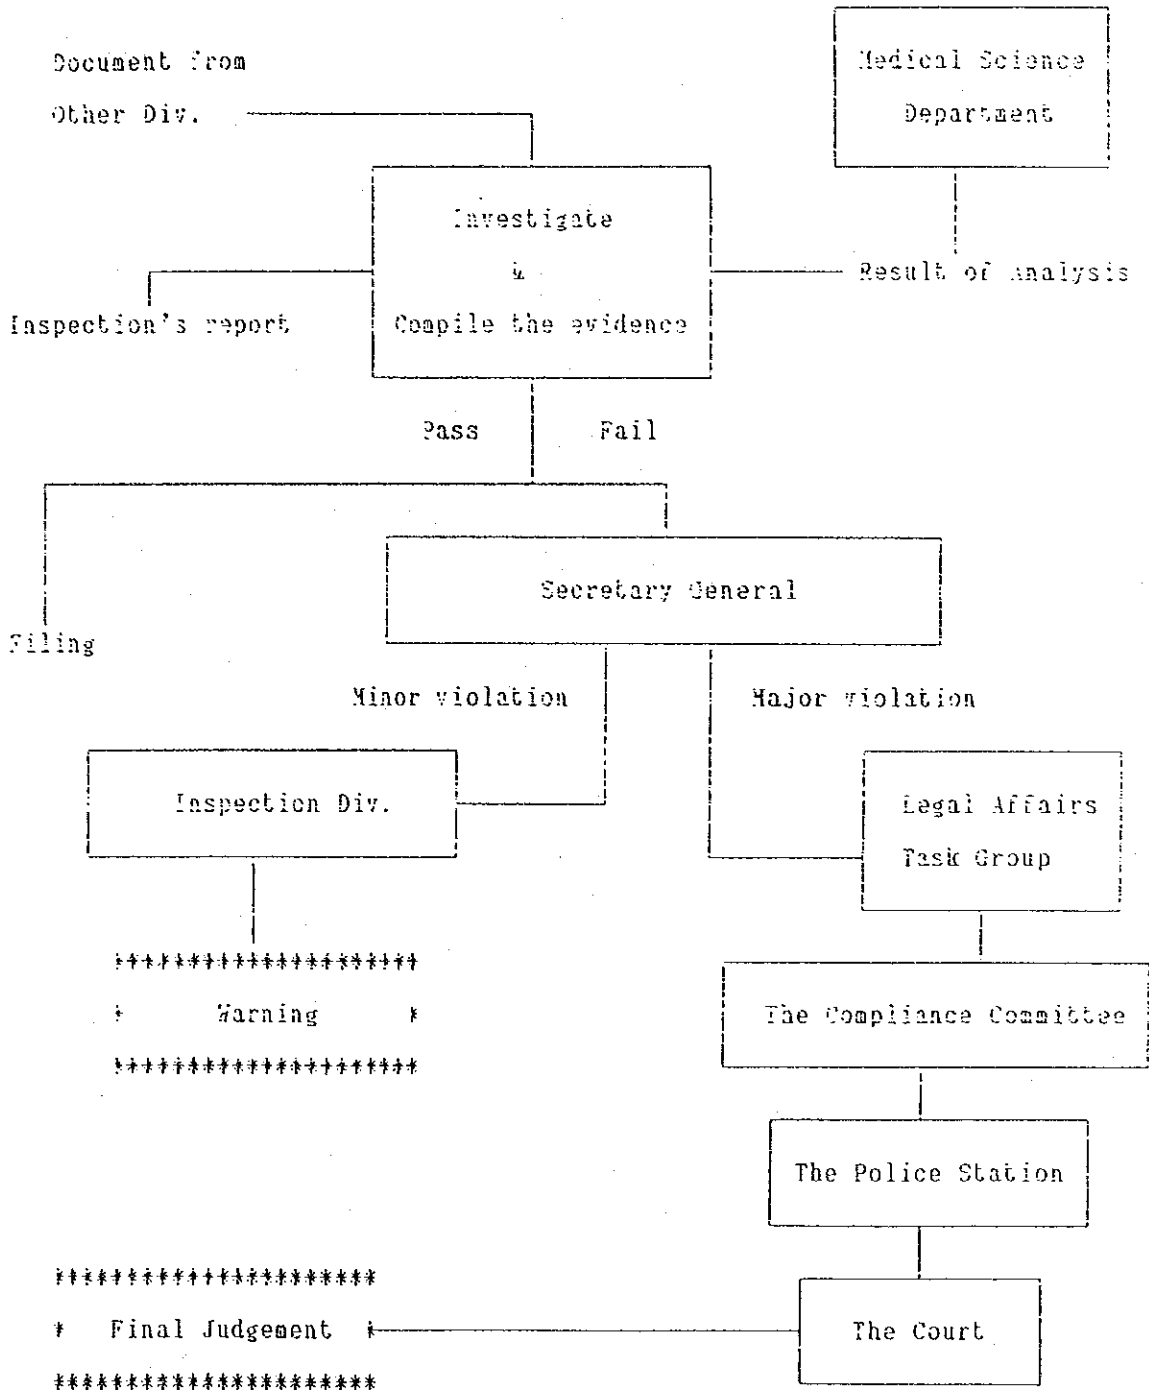 Document from
Other Div.
Medical Science
Department
Investigate
&
Compile the evidence
Result of Analysis
Inspection's report
Pass
Fail
Secretary General
Filing
Minor violation
Major violation
Inspection Div.
Legal Affairs
Task Group
**********************
* Warning *
**********************
The Compliance Committee
The Police Station
**********************
* Final Judgement *
**********************
The Court